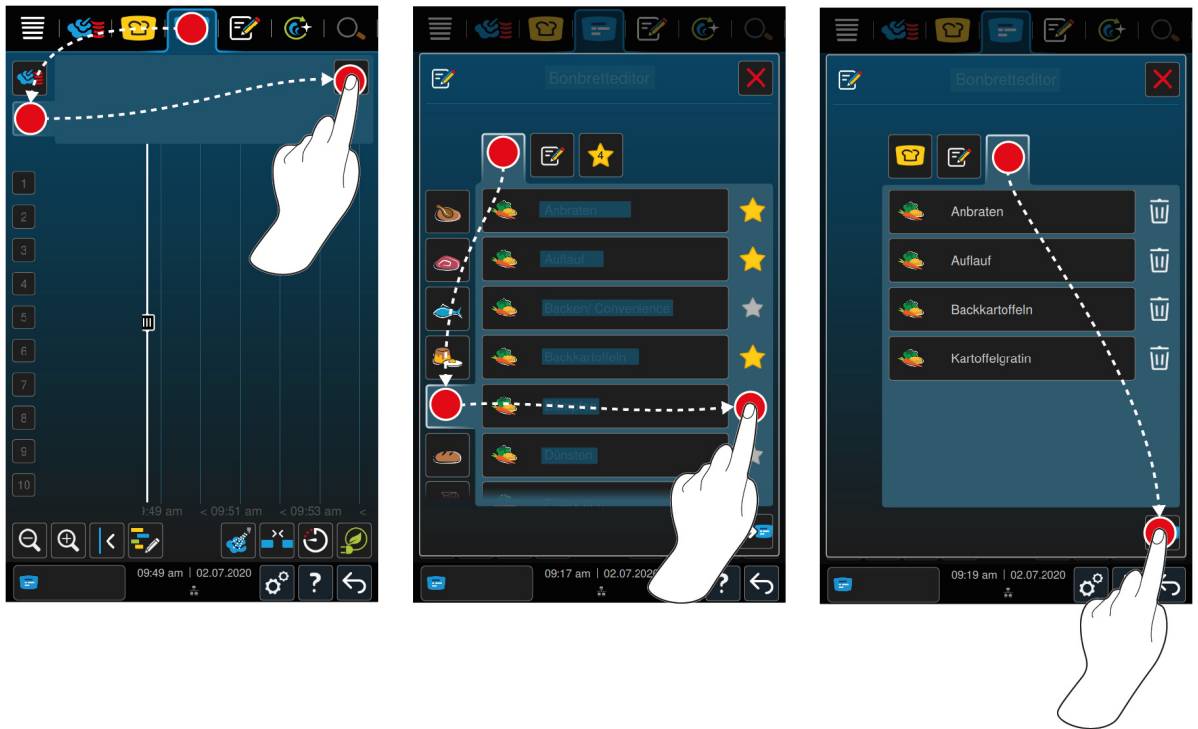 1
2
3
4
5
6
7
8
9
10
:49 am < 09:51 am < 09:53 am <
09:49 am | 02.07.2020
?
Bonbretteditor
4
Anbraten
Auflauf
Backen/ Convenience
Backkartoffeln
Dünsten
09:17 am | 02.07.2020
?
Bonbretteditor
Anbraten
Auflauf
Backkartoffeln
Kartoffelgratin
09:19 am | 02.07.2020